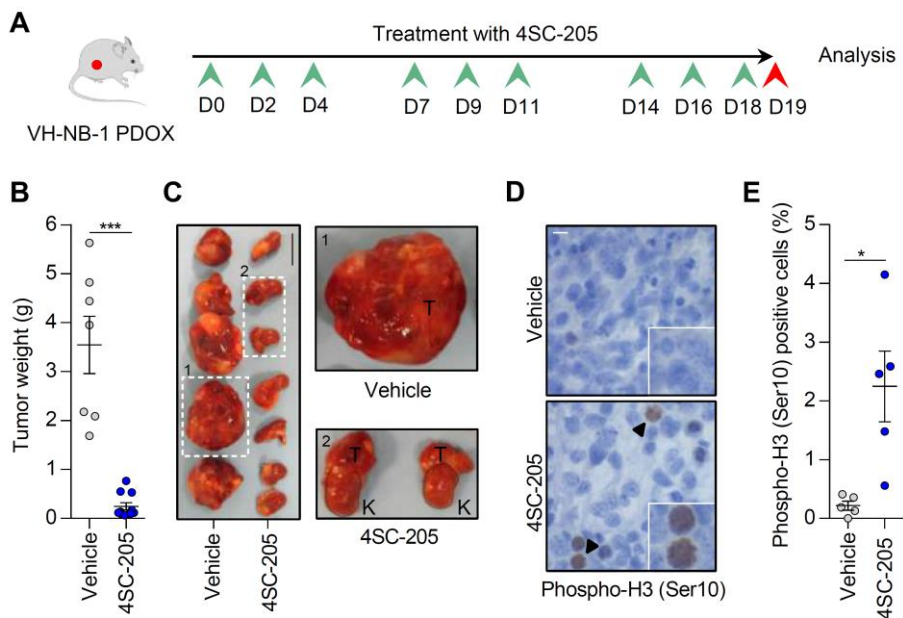 A
Treatment with 4SC-205
Analysis
D0 D2 D4 D7 D9 D11 D14 D16 D18 D19
VH-NB-1 PDOX
B
Tumor weight (g)
6
5
4
3
2
1
0
***
Vehicle
4SC-205
C
1
2
Vehicle
4SC-205
1
T
Vehicle
2
T
T
K
K
4SC-205
D
Vehicle
4SC-205
Phospho-H3 (Ser10)
E
Phospho-H3 (Ser10) positive cells (%)
5
4
3
2
1
0
*
Vehicle
4SC-205